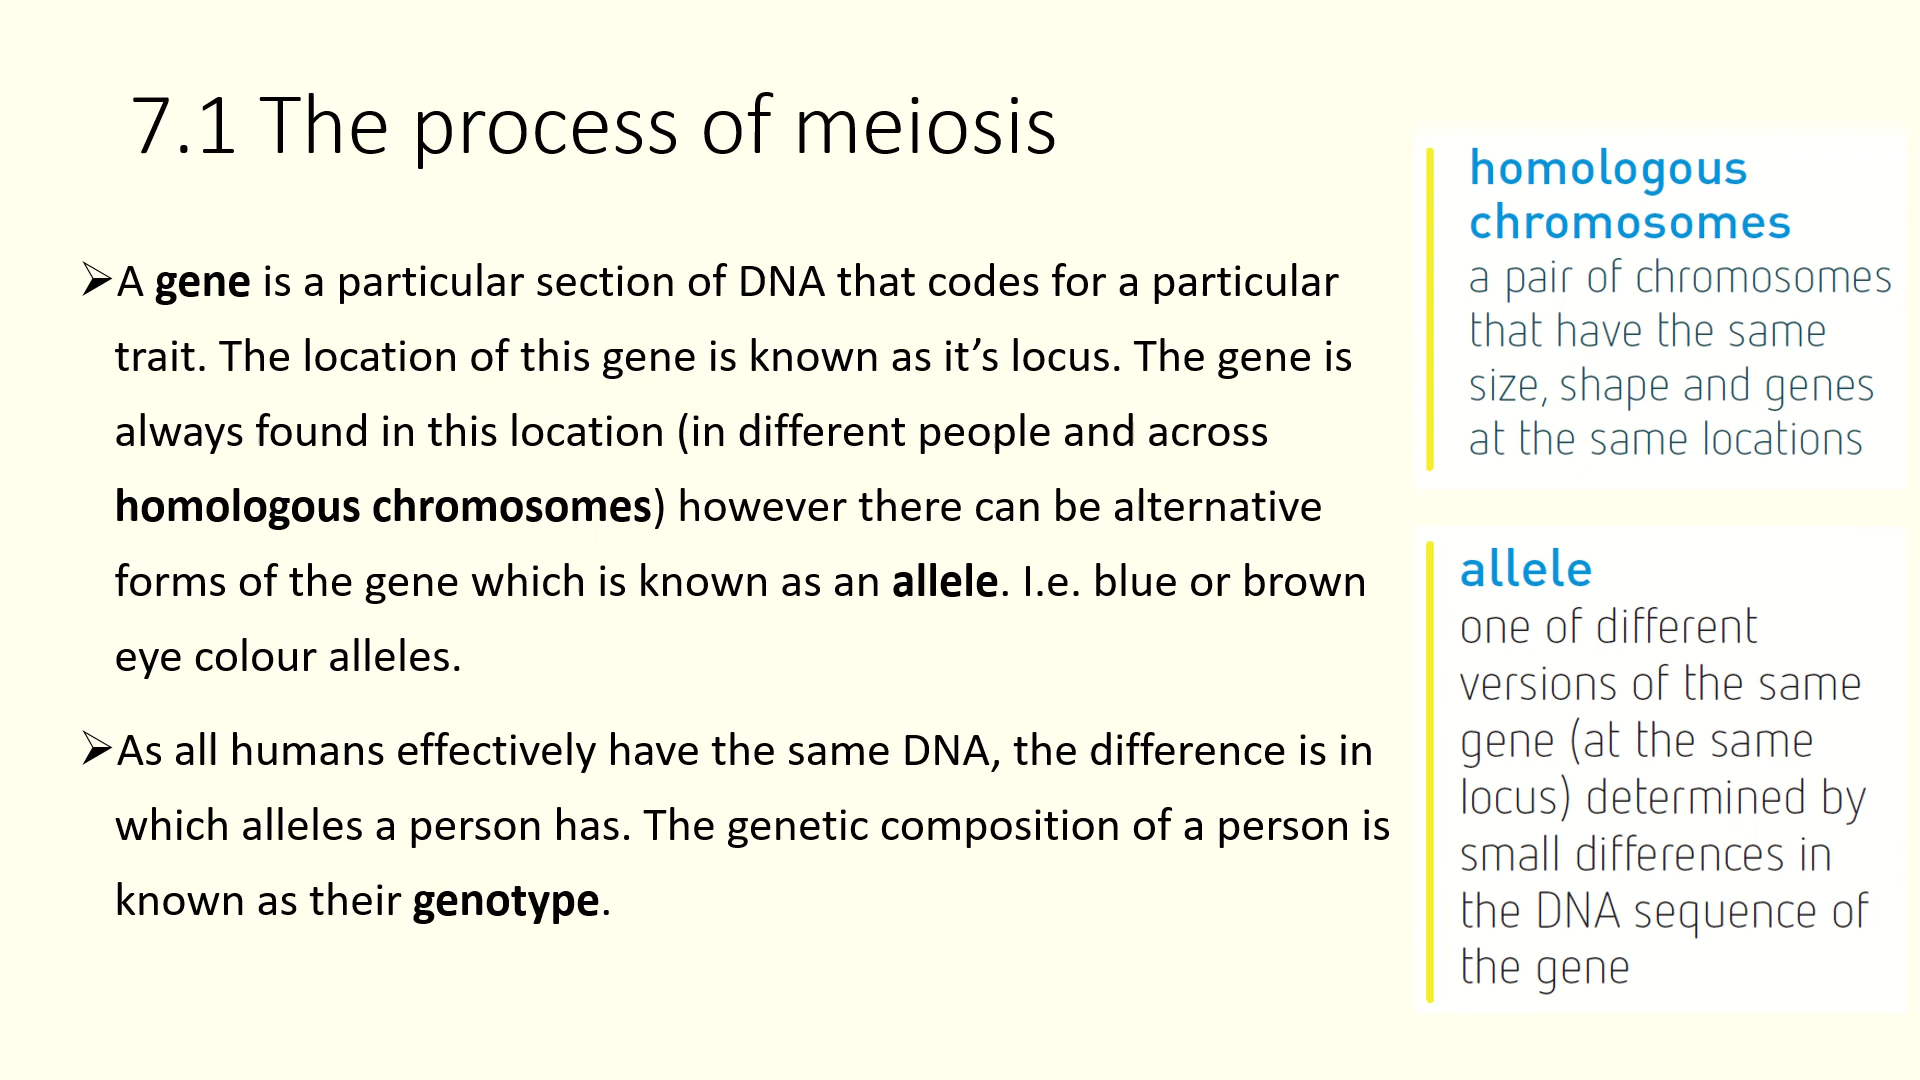 7.1 The process of meiosis
➢A gene is a particular section of DNA that codes for a particular
trait. The location of this gene is known as it’s locus. The gene is
always found in this location (in different people and across
homologous chromosomes) however there can be alternative
forms of the gene which is known as an allele. I.e. blue or brown
eye colour alleles.
➢As all humans effectively have the same DNA, the difference is in
which alleles a person has. The genetic composition of a person is
known as their genotype.
homologous
chromosomes
a pair of chromosomes
that have the same
size, shape and genes
at the same locations
allele
one of different
versions of the same
gene (at the same
locus) determined by
small differences in
the DNA sequence of
the gene